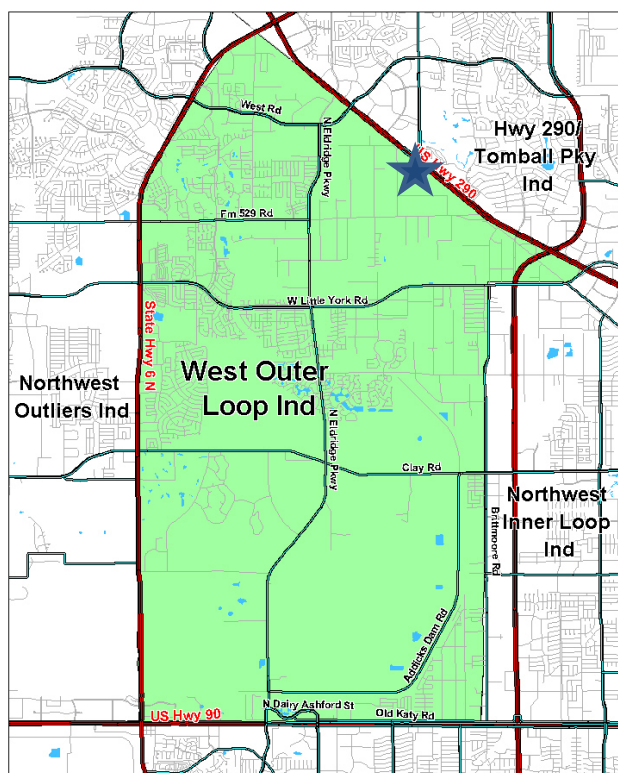 West Rd
N Eldridge Pkwy
US Hwy 290
Hwy 290/
Tomball Pky
Ind
Fm 529 Rd
W Little York Rd
State Hwy 6 N
West Outer
Loop Ind
Northwest
Outliers Ind
N Eldridge Pkwy
Clay Rd
Northwest
Inner Loop
Ind
Brittmoore Rd
Addicks Dam Rd
N Dairy Ashford St
US Hwy 90
Old Katy Rd